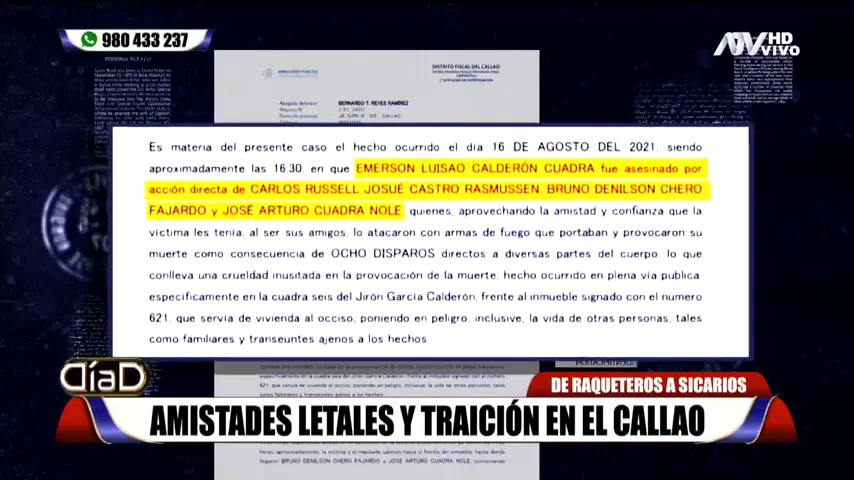 980 433 237
ATV HD
VIVO
MINISTERIO PÚBLICO
DISTRITO FISCAL DEL CALLAO
BERNARDO T. REYES RAMÍREZ
Es materia del presente caso el hecho ocurrido el día 16 DE AGOSTO DEL 2021, siendo
aproximadamente las 16:30, en que EMERSON LUISAO CALDERÓN CUADRA fue asesinado por
acción directa de CARLOS RUSSELL JOSUÉ CASTRO RASMUSSEN, BRUNO DENILSON CHERO
FAJARDO y JOSÉ ARTURO CUADRA NOLE quienes, aprovechando la amistad y confianza que la
víctima les tenía, al ser sus amigos, lo atacaron con armas de fuego que portaban y provocaron su
muerte como consecuencia de OCHO DISPAROS directos a diversas partes del cuerpo, lo que
conlleva una crueldad inusitada en la provocación de la muerte, hecho ocurrido en plena vía publica
específicamente en la cuadra seis del Jirón García Calderón, frente al inmueble signado con el numero
621, que servía de vivienda al occiso, poniendo en peligro, inclusive, la vida de otras personas, tales
como familiares y transeuntes ajenos a los hechos
DíaD
DE RAQUETEROS A SICARIOS
AMISTADES LETALES Y TRAICIÓN EN EL CALLAO